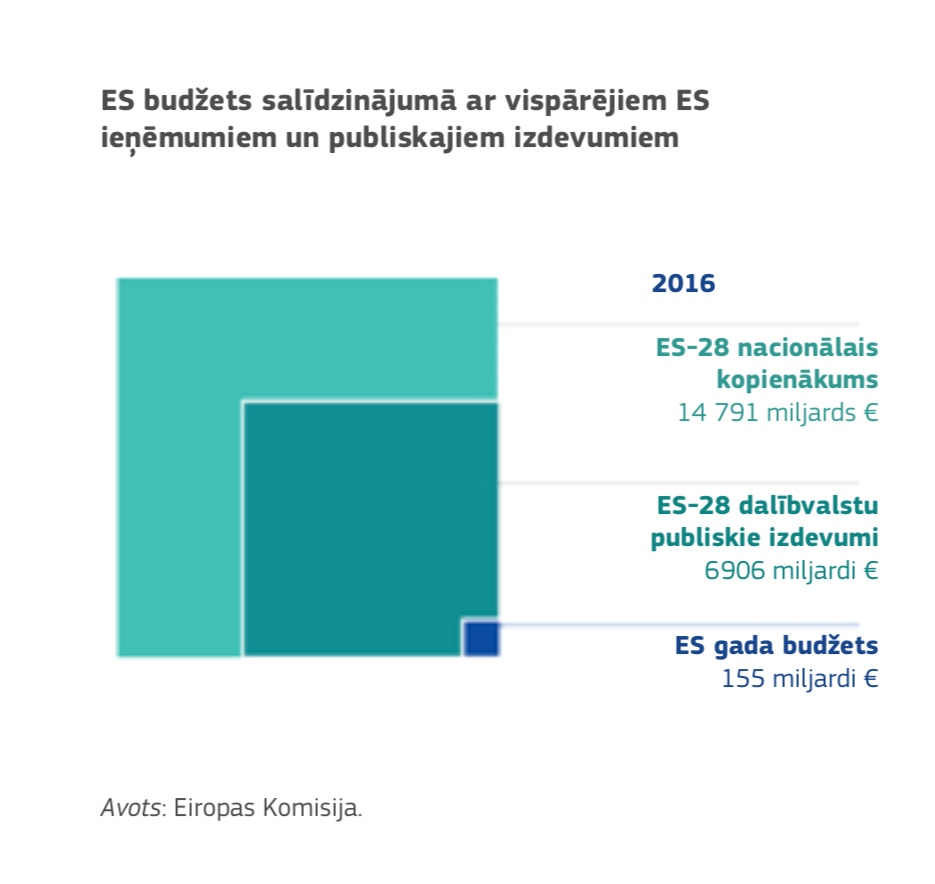 ES budžets salīdzinājumā ar vispārējiem ES
ieņēmumiem un publiskajiem izdevumiem
2016
ES-28 nacionālais
kopienākums
14 791 miljards €
ES-28 dalībvalstu
publiskie izdevumi
6906 miljardi €
ES gada budžets
155 miljardi €
Avots: Eiropas Komisija.